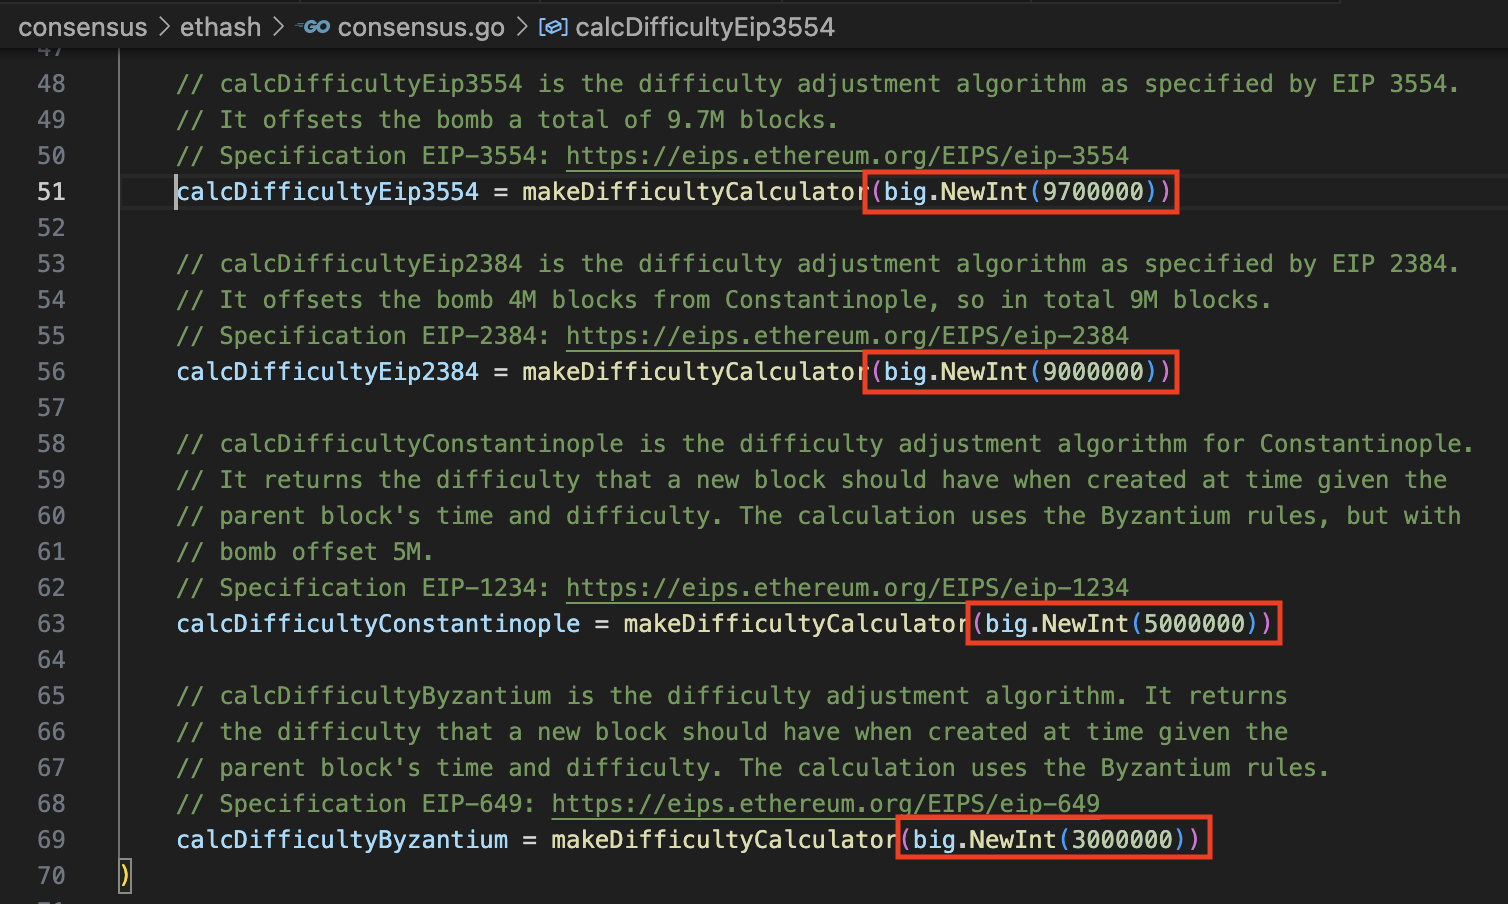 consensus > ethash > GO consensus.go > calcDifficultyEip3554
47
48 // calcDifficultyEip3554 is the difficulty adjustment algorithm as specified by EIP 3554.
49 // It offsets the bomb a total of 9.7M blocks.
50 // Specification EIP-3554: https://eips.ethereum.org/EIPS/eip-3554
51 calcDifficultyEip3554 = makeDifficultyCalculator(big.NewInt(9700000))
52
53 // calcDifficultyEip2384 is the difficulty adjustment algorithm as specified by EIP 2384.
54 // It offsets the bomb 4M blocks from Constantinople, so in total 9M blocks.
55 // Specification EIP-2384: https://eips.ethereum.org/EIPS/eip-2384
56 calcDifficultyEip2384 = makeDifficultyCalculator(big.NewInt(9000000))
57
58 // calcDifficultyConstantinople is the difficulty adjustment algorithm for Constantinople.
59 // It returns the difficulty that a new block should have when created at time given the
60 // parent block's time and difficulty. The calculation uses the Byzantium rules, but with
61 // bomb offset 5M.
62 // Specification EIP-1234: https://eips.ethereum.org/EIPS/eip-1234
63 calcDifficultyConstantinople = makeDifficultyCalculator(big.NewInt(5000000))
64
65 // calcDifficultyByzantium is the difficulty adjustment algorithm. It returns
66 // the difficulty that a new block should have when created at time given the
67 // parent block's time and difficulty. The calculation uses the Byzantium rules.
68 // Specification EIP-649: https://eips.ethereum.org/EIPS/eip-649
69 calcDifficultyByzantium = makeDifficultyCalculator(big.NewInt(3000000))
70 )